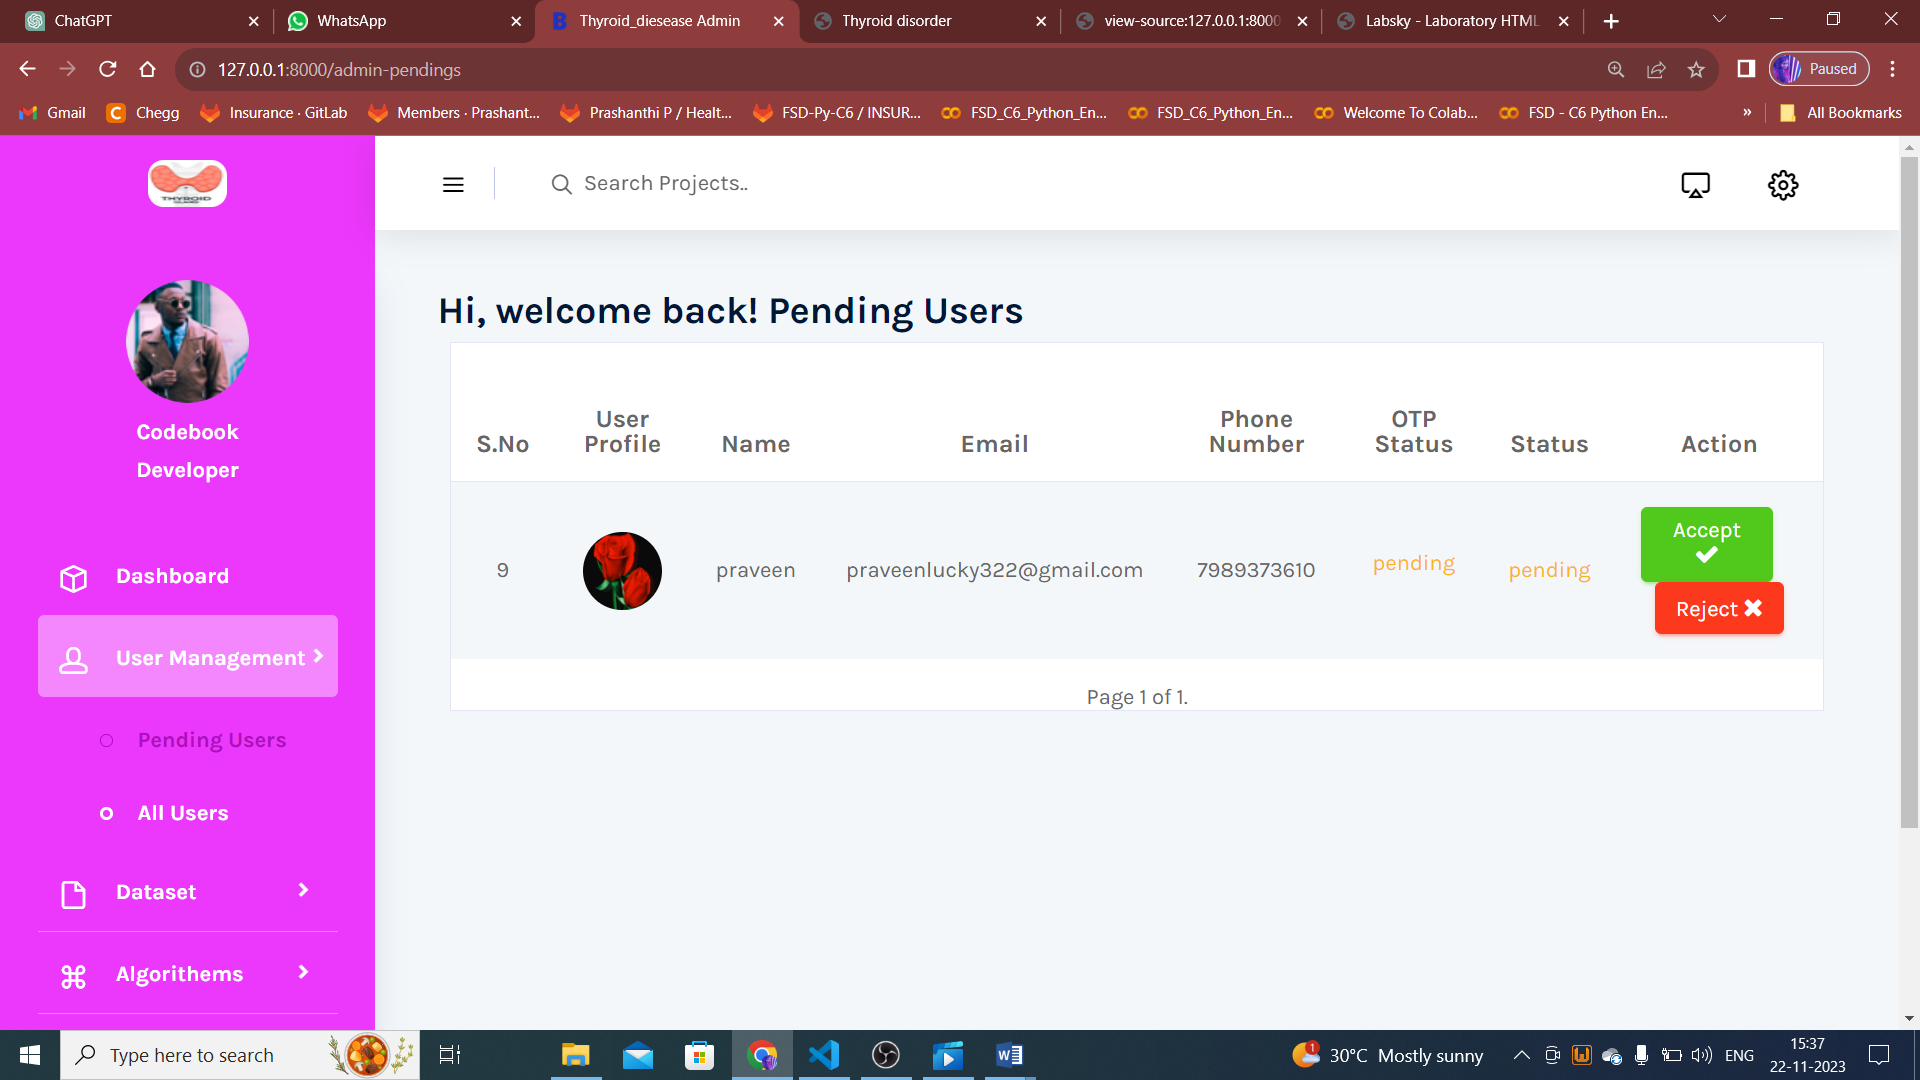 ChatGPT
WhatsApp
Thyroid_diesease Admin
Thyroid disorder
view-source:127.0.0.1:8000
Labsky - Laboratory HTML
127.0.0.1:8000/admin-pendings
Paused
Gmail
Chegg
Insurance · GitLab
Members · Prashant...
Prashanthi P / Healt...
FSD-Py-C6 / INSUR...
FSD_C6_Python_En...
FSD_C6_Python_En...
Welcome To Colab...
FSD - C6 Python En...
»
All Bookmarks
THYROID
Search Projects..
Codebook
Developer
Dashboard
User Management
Pending Users
All Users
Dataset
Algorithems
Hi, welcome back! Pending Users
S.No
User
Profile
Name
Email
Phone
Number
OTP
Status
Status
Action
9
praveen
praveenlucky322@gmail.com
7989373610
pending
pending
Accept
Reject
Page 1 of 1.
Type here to search
1
30°C Mostly sunny
ENG
15:37
22-11-2023